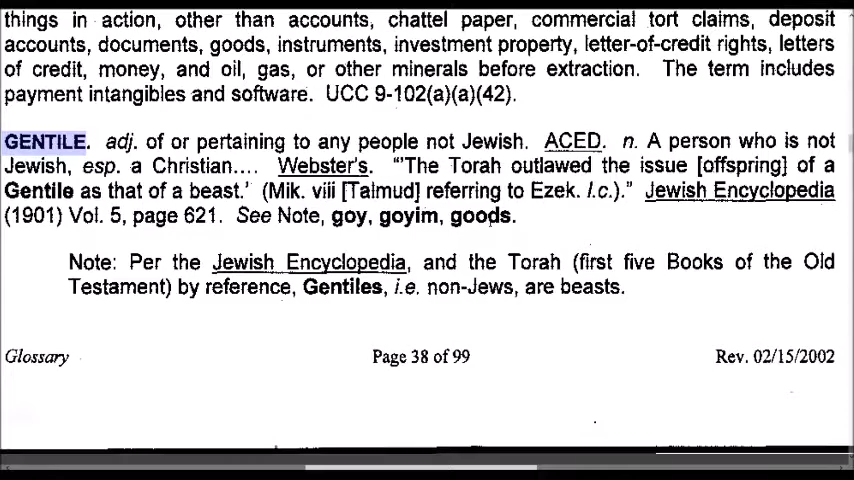 things in action, other than accounts, chattel paper, commercial tort claims, deposit
accounts, documents, goods, instruments, investment property, letter-of-credit rights, letters
of credit, money, and oil, gas, or other minerals before extraction. The term includes
payment intangibles and software. UCC 9-102(a)(a)(42).
GENTILE. adj. of or pertaining to any people not Jewish. ACED. n. A person who is not
Jewish, esp. a Christian.... Webster's. "'The Torah outlawed the issue [offspring] of a
Gentile as that of a beast.' (Mik. viii [Talmud] referring to Ezek. l.c.)." Jewish Encyclopedia
(1901) Vol. 5, page 621. See Note, goy, goyim, goods.
Note: Per the Jewish Encyclopedia, and the Torah (first five Books of the Old
Testament) by reference, Gentiles, i.e. non-Jews, are beasts.
Glossary Page 38 of 99 Rev. 02/15/2002